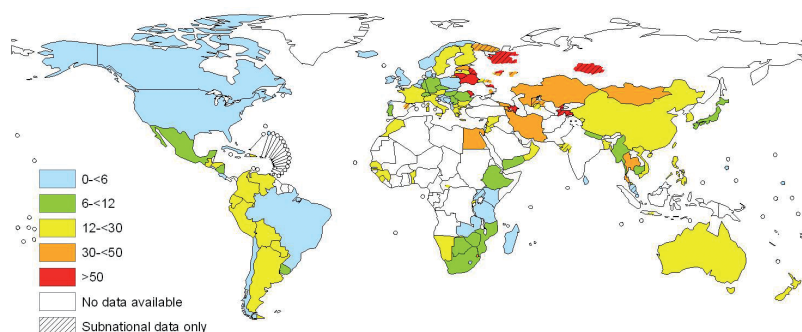 0-<6
6-<12
12-<30
30-<50
>50
No data available
Subnational data only